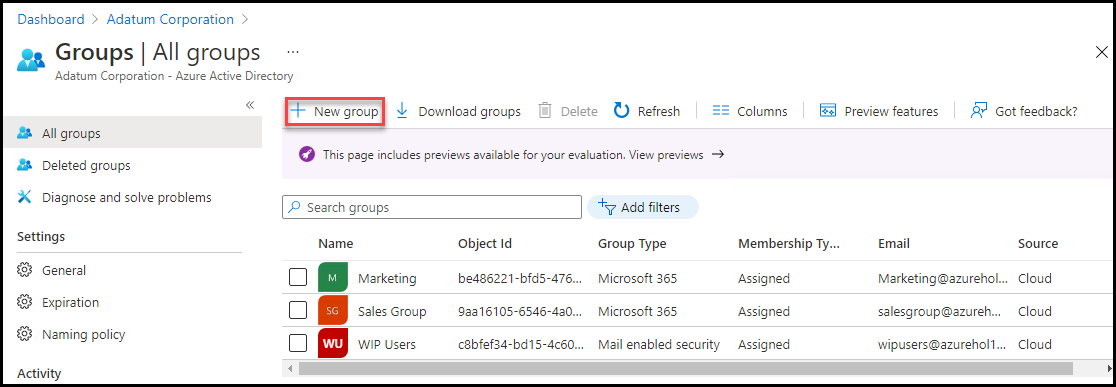 Dashboard > Adatum Corporation >
Groups | All groups ...
Adatum Corporation - Azure Active Directory
«
New group Download groups Delete Refresh Columns Preview features Got feedback?
All groups
Deleted groups
Diagnose and solve problems
Settings
General
Expiration
Naming policy
Activity
This page includes previews available for your evaluation. View previews →
Search groups Add filters
Name Object Id Group Type Membership Ty... Email Source
M Marketing be486221-bfd5-476... Microsoft 365 Assigned Marketing@azurehol... Cloud
SG Sales Group 9aa16105-6546-4a0... Microsoft 365 Assigned salesgroup@azureh... Cloud
WU WIP Users c8bfef34-bd15-4c60... Mail enabled security Assigned wipusers@azurehol1... Cloud